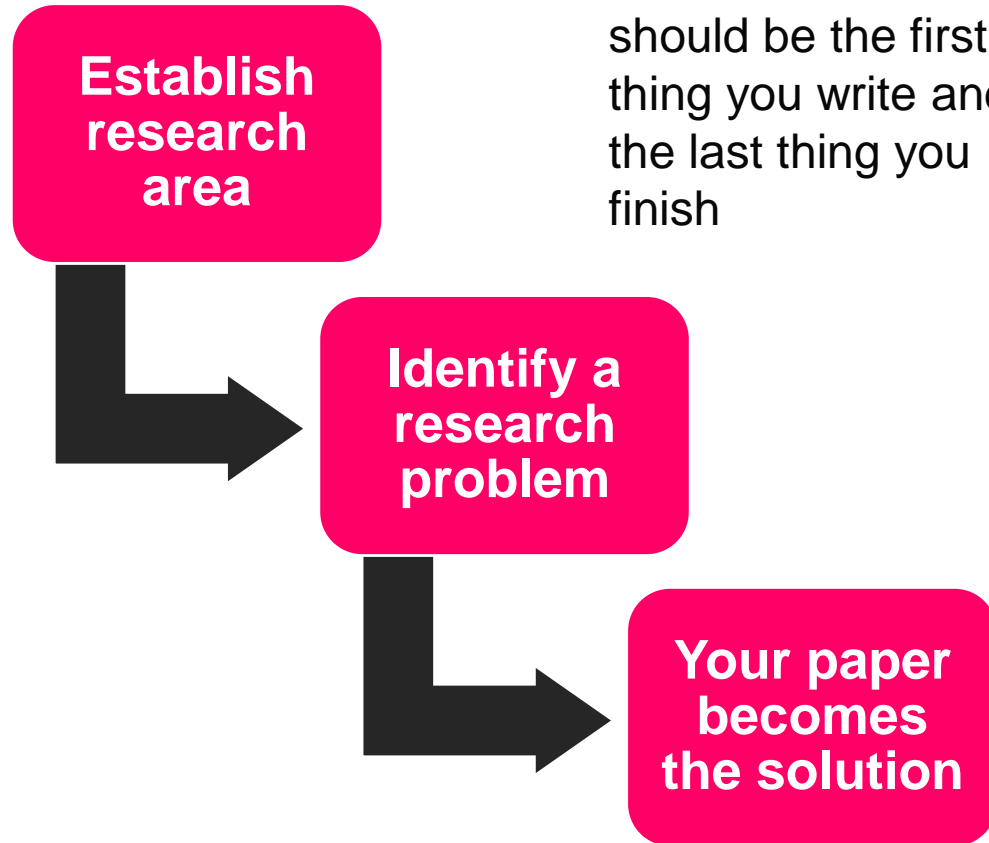 should be the first
thing you write and
the last thing you
finish
Establish
research
area
Identify a
research
problem
Your paper
becomes
the solution